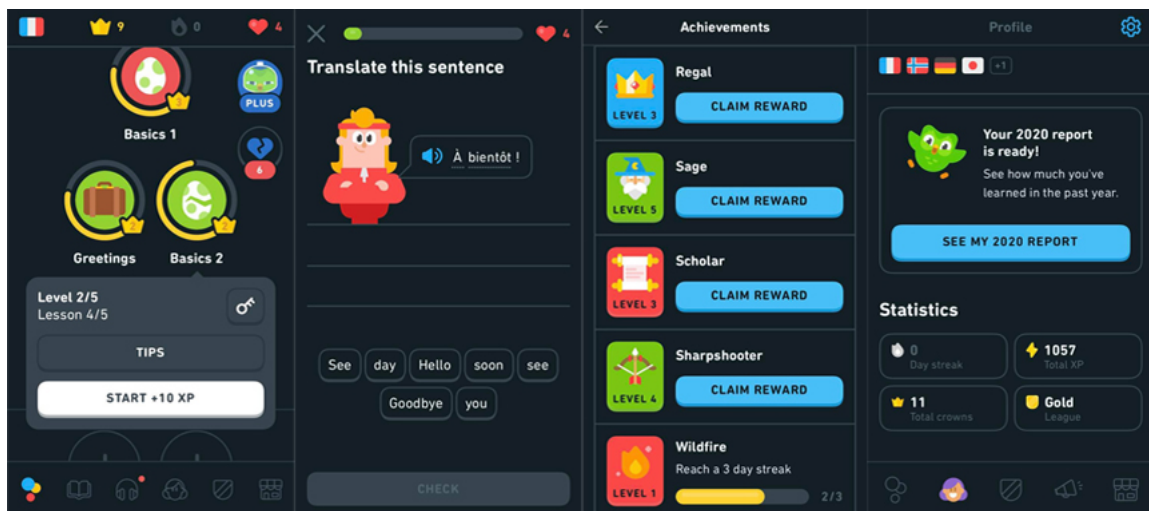 9
0
4
3
PLUS
Basics 1
6
2
2
Greetings
Basics 2
Level 2/5
Lesson 4/5
TIPS
START +10 XP
4
Translate this sentence
À bientôt !
See day Hello soon see
Goodbye you
CHECK
Achievements
Regal
CLAIM REWARD
LEVEL 3
Sage
CLAIM REWARD
LEVEL 5
Scholar
CLAIM REWARD
LEVEL 3
Sharpshooter
CLAIM REWARD
LEVEL 4
Wildfire
Reach a 3 day streak
LEVEL 1
2/3
Profile
+1
Your 2020 report
is ready!
See how much you've
learned in the past year.
SEE MY 2020 REPORT
Statistics
0
Day streak
1057
Total XP
11
Total crowns
Gold
League